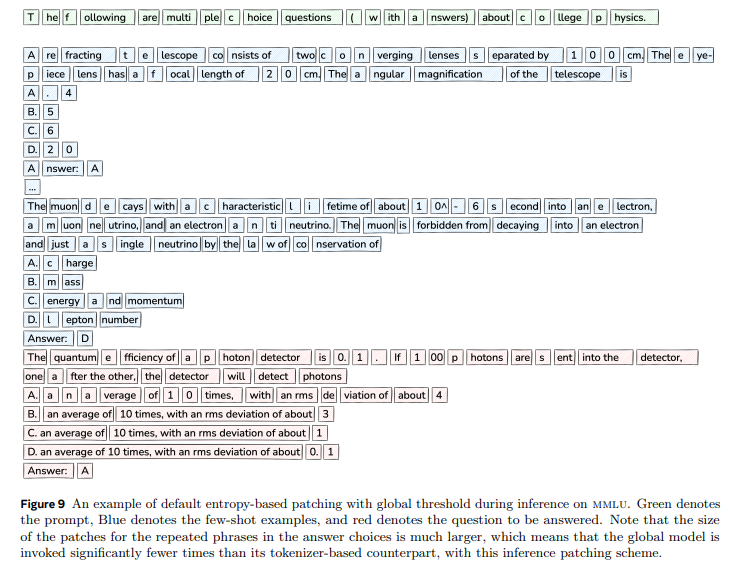 The following are multiple choice questions (with answers) about college physics.
A refracting telescope consists of two converging lenses separated by 100 cm. The eye-
piece lens has a focal length of 20 cm. The angular magnification of the telescope is
A. 4
B. 5
C. 6
D. 20
Answer: A
...
The muon decays with a characteristic lifetime of about 10^-6 second into an electron,
a muon neutrino, and an electron antineutrino. The muon is forbidden from decaying into an electron
and just a single neutrino by the law of conservation of
A. charge
B. mass
C. energy and momentum
D. lepton number
Answer: D
The quantum efficiency of a photon detector is 0.1. If 100 photons are sent into the detector,
one after the other, the detector will detect photons
A. an average of 10 times, with an rms deviation of about 4
B. an average of 10 times, with an rms deviation of about 3
C. an average of 10 times, with an rms deviation of about 1
D. an average of 10 times, with an rms deviation of about 0.1
Answer: A
Figure 9 An example of default entropy-based patching with global threshold during inference on MMLU. Green denotes
the prompt, Blue denotes the few-shot examples, and red denotes the question to be answered. Note that the size
of the patches for the repeated phrases in the answer choices is much larger, which means that the global model is
invoked significantly fewer times than its tokenizer-based counterpart, with this inference patching scheme.